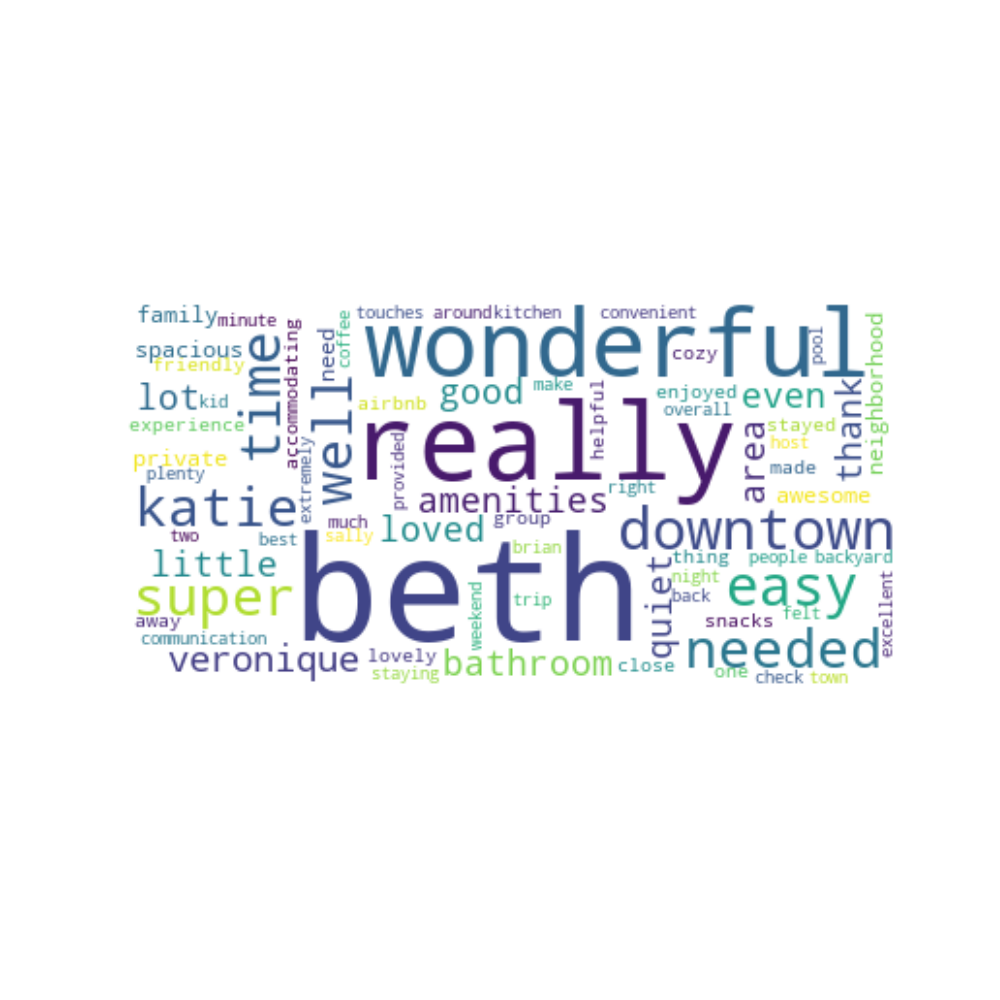 family
minute
touches
around
kitchen
convenient
wonderful
pool
spacious
friendly
time
accommodating
need
coffee
cozy
neighborhood
lot
kid
well
airbnb
good
make
enjoyed
overall
even
thank
experience
really
helpful
area
stayed
host
private
plenty
extremely
provided
made
katie
amenities
right
awesome
two
best
much
sally
loved
group
downtown
little
beth
brian
quiet
thing
people
backyard
super
trip
weekend
night
back
easy
felt
excellent
away
snacks
communication
veronique
lovely
staying
bathroom
close
needed
one
check
town